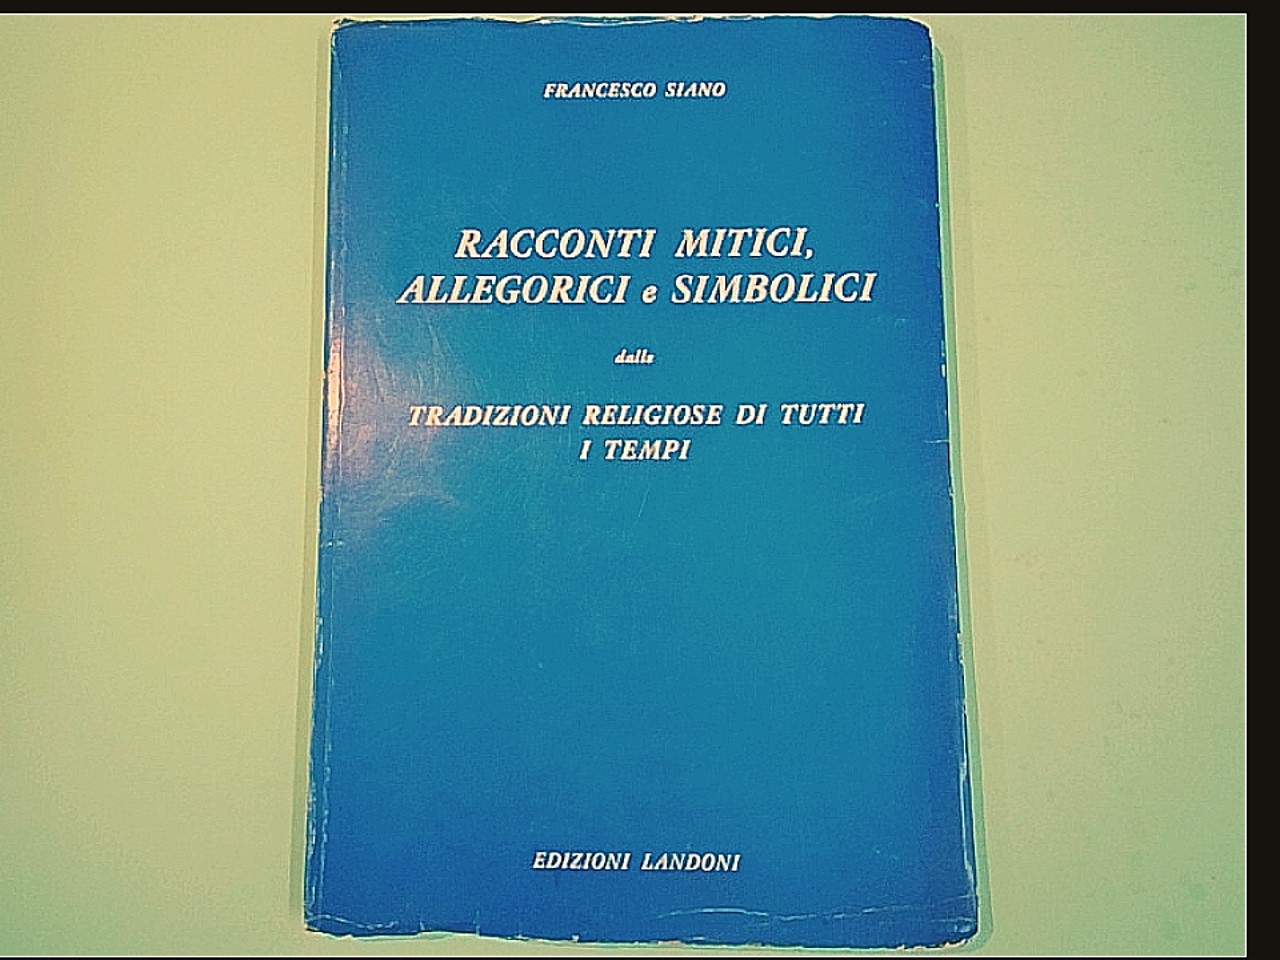 FRANCESCO SIANO
RACCONTI MITICI,
ALLEGORICI e SIMBOLICI
dalle
TRADIZIONI RELIGIOSE DI TUTTI
I TEMPI
EDIZIONI LANDONI